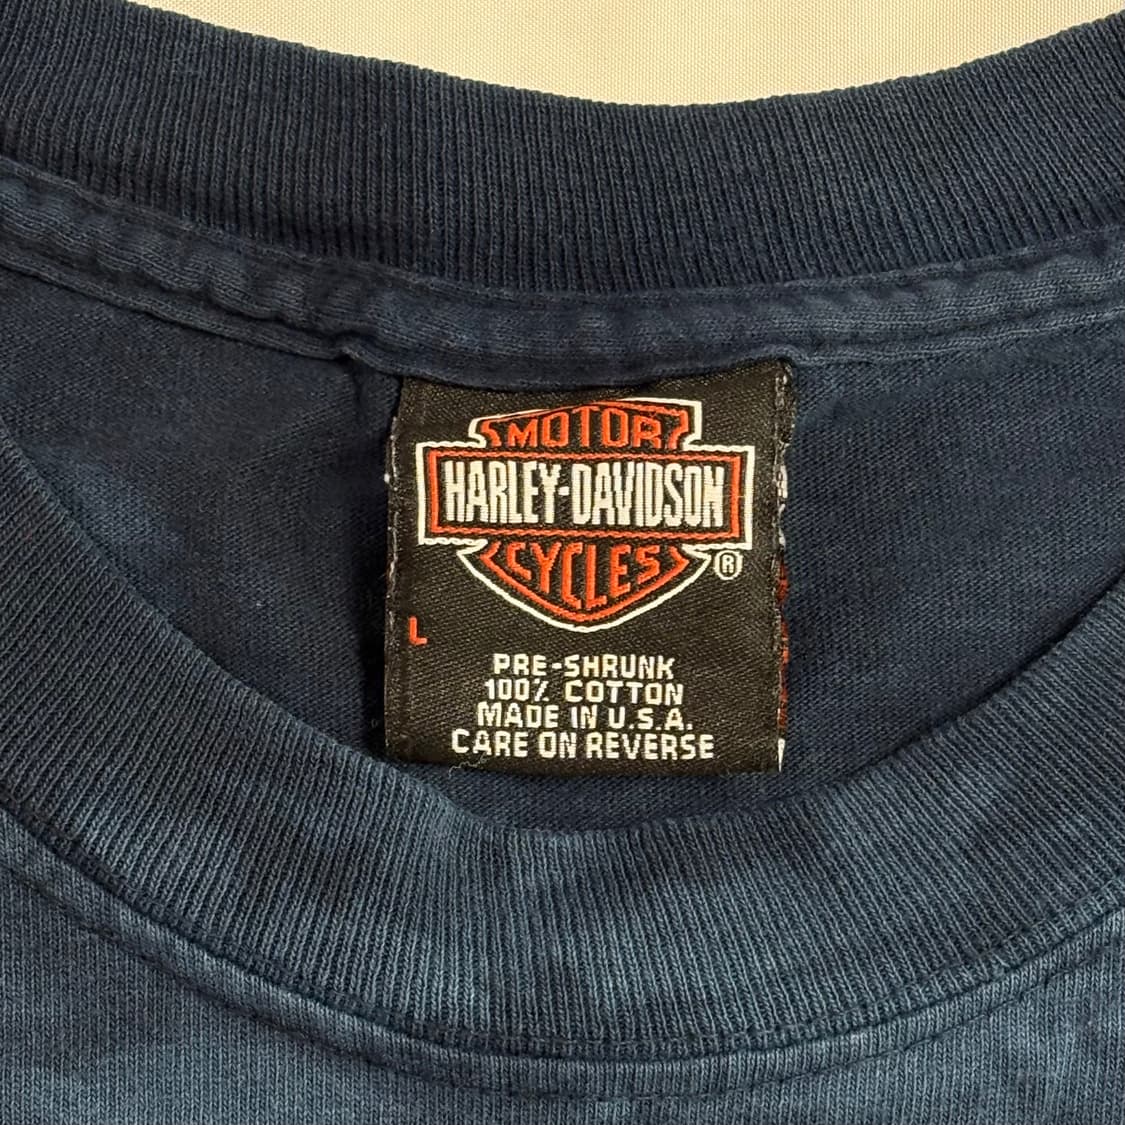 MOTOR
HARLEY-DAVIDSON
CYCLES
®
L
PRE-SHRUNK
100% COTTON
MADE IN U.S.A.
CARE ON REVERSE